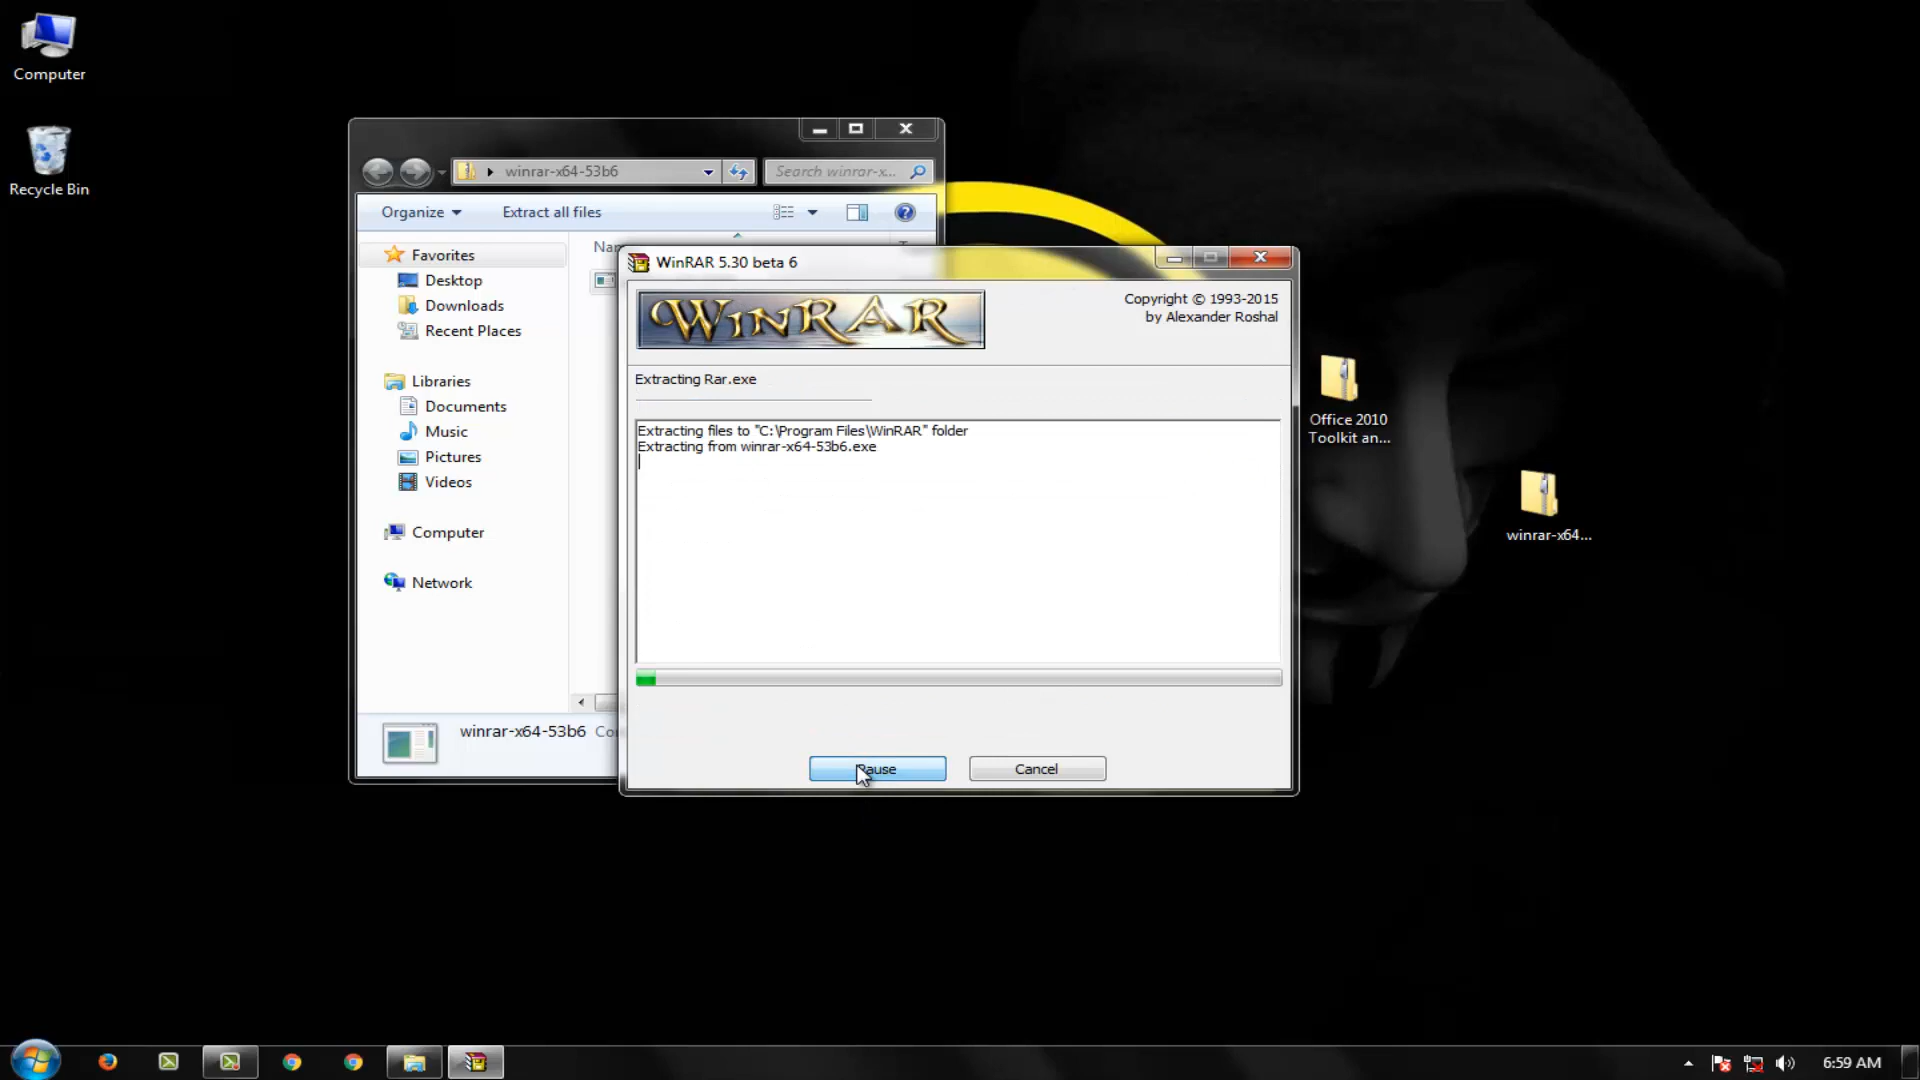 Computer
Recycle Bin
winrar-x64-53b6
Search winrar-x...
Organize
Extract all files
Favorites
Desktop
Downloads
Recent Places
Libraries
Documents
Music
Pictures
Videos
Computer
Network
winrar-x64-53b6
WinRAR 5.30 beta 6
WinRAR
Copyright © 1993-2015
by Alexander Roshal
Extracting Rar.exe
Extracting files to "C:\Program Files\WinRAR" folder
Extracting from winrar-x64-53b6.exe
Pause
Cancel
Office 2010
Toolkit an...
winrar-x64...
6:59 AM